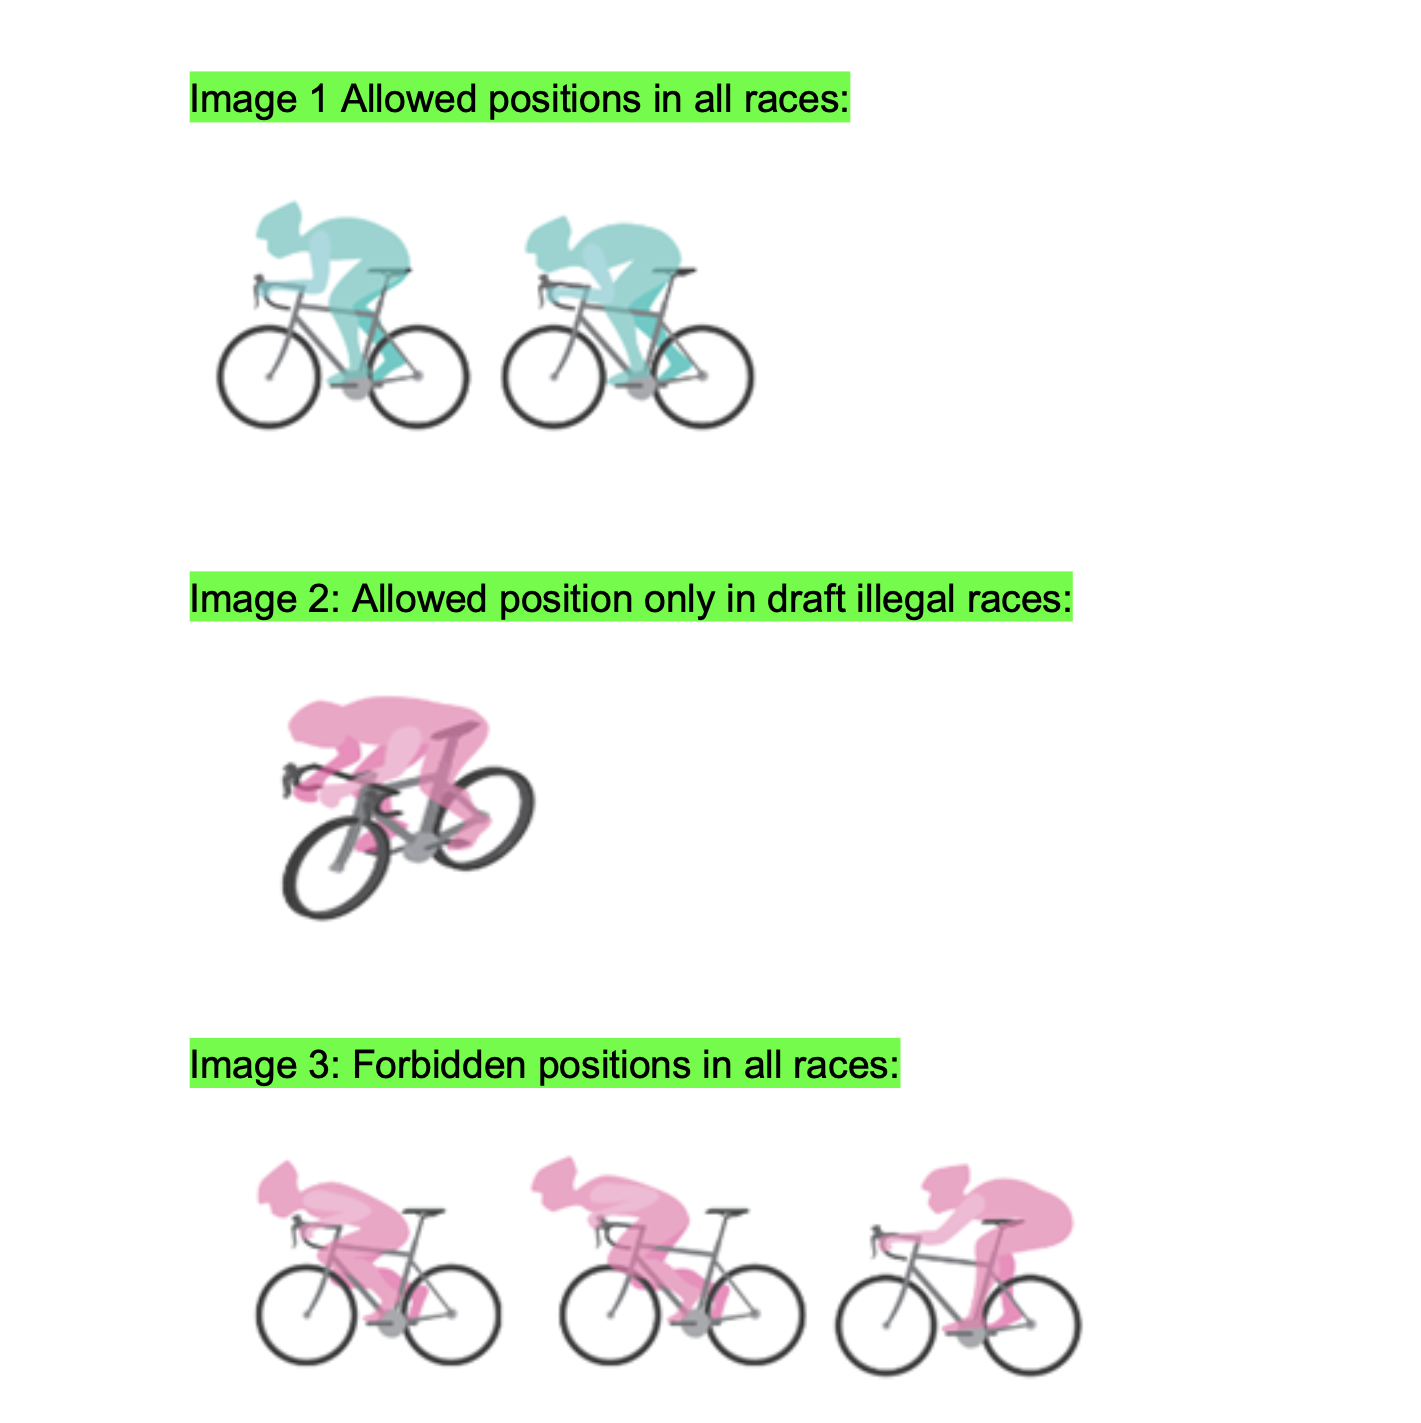 Image 1 Allowed positions in all races:
Image 2: Allowed position only in draft illegal races:
Image 3: Forbidden positions in all races: